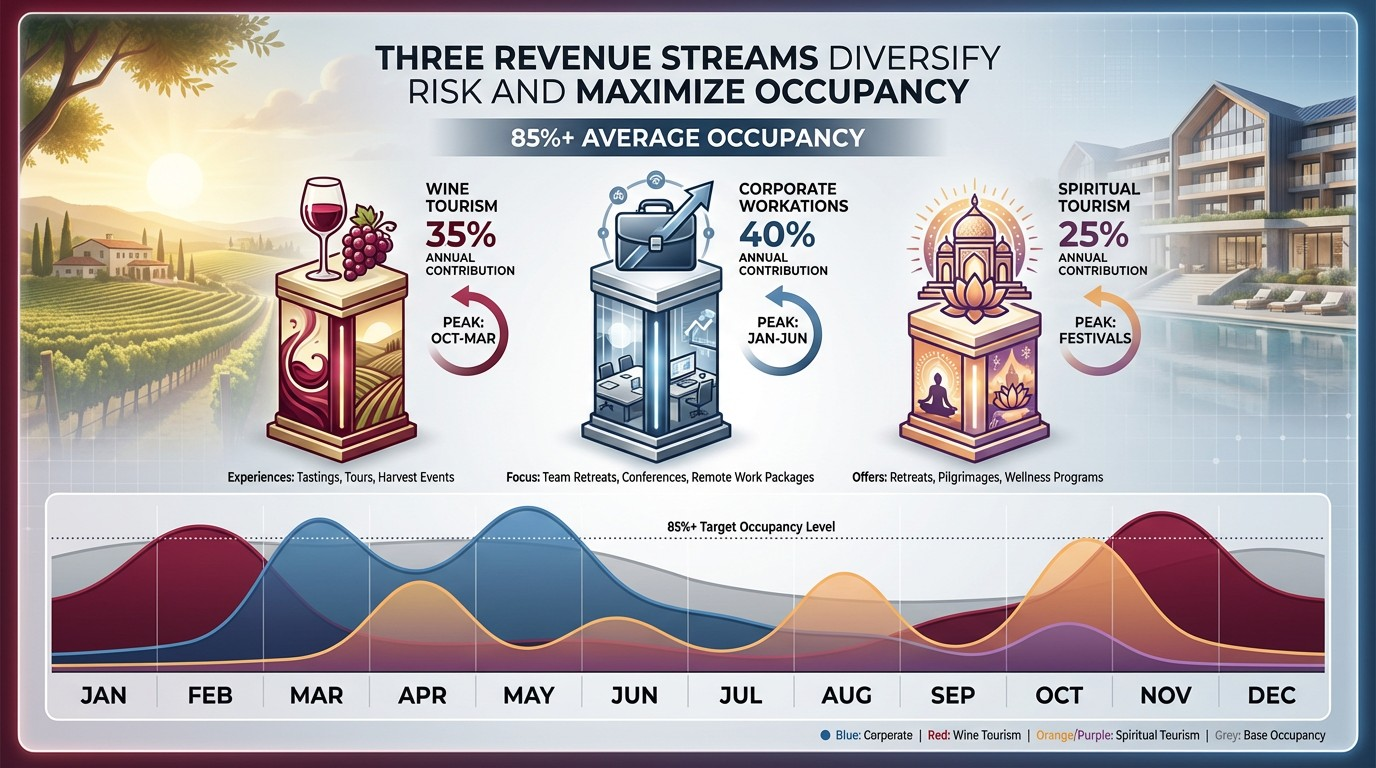 THREE REVENUE STREAMS DIVERSIFY
RISK AND MAXIMIZE OCCUPANCY
85%+ AVERAGE OCCUPANCY
WINE
TOURISM
35%
ANNUAL
CONTRIBUTION
PEAK:
OCT-MAR
CORPORATE
WORKATIONS
40%
ANNUAL
CONTRIBUTION
PEAK:
JAN-JUN
SPIRITUAL
TOURISM
25%
ANNUAL
CONTRIBUTION
PEAK:
FESTIVALS
Experiences: Tastings, Tours, Harvest Events
Focus: Team Retreats, Conferences, Remote Work Packages
Offers: Retreats, Pilgrimages, Wellness Programs
85%+ Target Occupancy Level
JAN FEB MAR APR MAY JUN JUL AUG SEP OCT NOV DEC
Blue: Carperate | Red: Wine Tourism | Orange/Purple: Spiritual Tourism | Grey: Base Occupancy